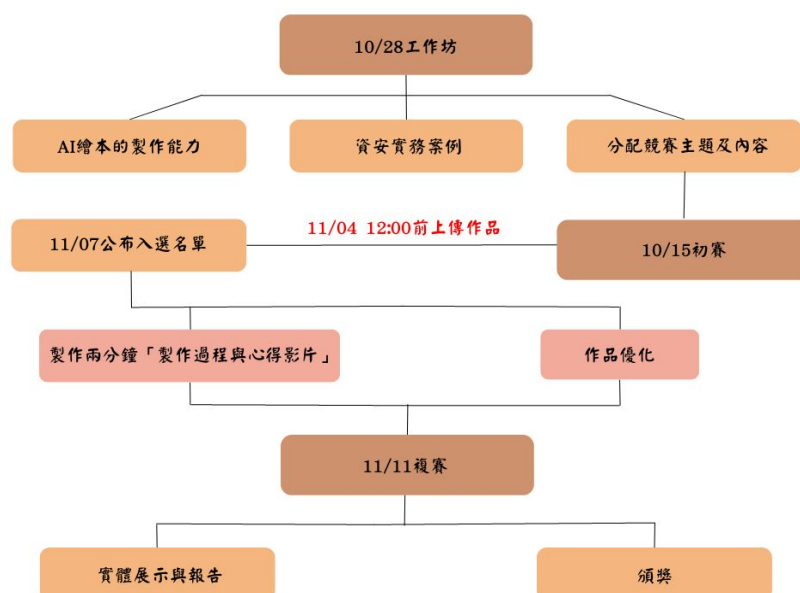 10/28工作坊
AI繪本的製作能力
資安實務案例
分配競賽主題及內容
11/07公布入選名單
11/04 12:00前上傳作品
10/15初賽
製作兩分鐘「製作過程與心得影片」
作品優化
11/11複賽
實體展示與報告
頒獎